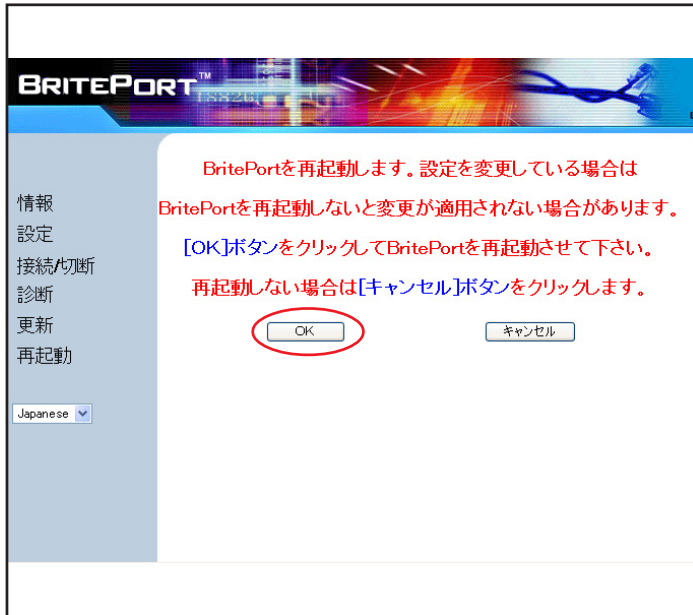 BRITEPORT™
BritePortを再起動します。設定を変更している場合は
BritePortを再起動しないと変更が適用されない場合があります。
[OK]ボタンをクリックしてBritePortを再起動させて下さい。
再起動しない場合は[キャンセル]ボタンをクリックします。
OK
キャンセル
情報
設定
接続/切断
診断
更新
再起動
Japanese